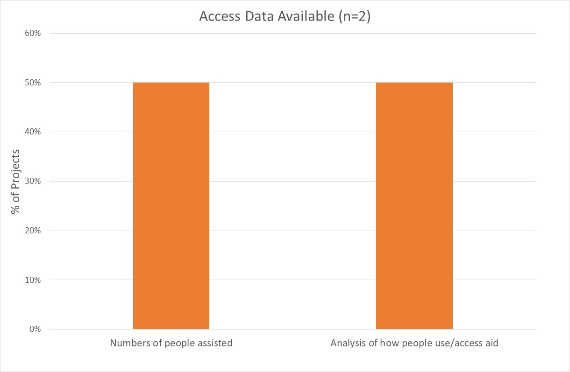 Access Data Available (n=2)
60%
50%
40%
30%
20%
10%
0%
% of Projects
Numbers of people assisted
Analysis of how people use/access aid